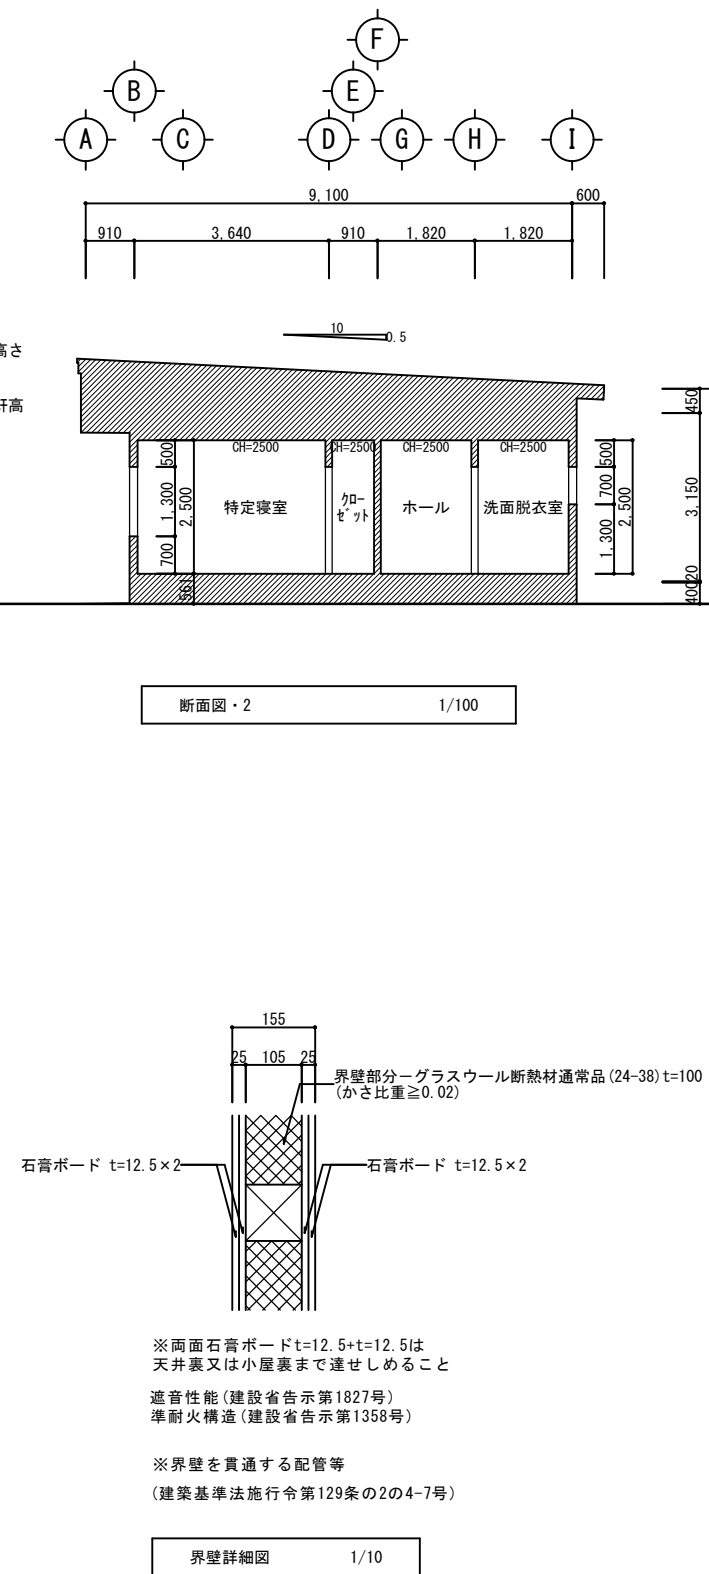 F
B
E
A
C
D
G
H
I
9,100
600
910
3,640
910
1,820
1,820
10
0.5
高さ
軒高
450
CH=2500
CH=2500
CH=2500
CH=2500
500
1,300
2,500
700
561
特定寝室
クローゼット
ホール
洗面脱衣室
500
700
2,500
1,300
3,150
20
400
断面図・2 1/100
155
25
105
25
界壁部分－グラスウール断熱材通常品(24-38)t=100
(かさ比重≧0.02)
石膏ボード t=12.5×2
石膏ボード t=12.5×2
※両面石膏ボードt=12.5+t=12.5は
天井裏又は小屋裏まで達せしめること
遮音性能(建設省告示第1827号)
準耐火構造(建設省告示第1358号)
※界壁を貫通する配管等
(建築基準法施行令第129条の2の4-7号)
界壁詳細図 1/10